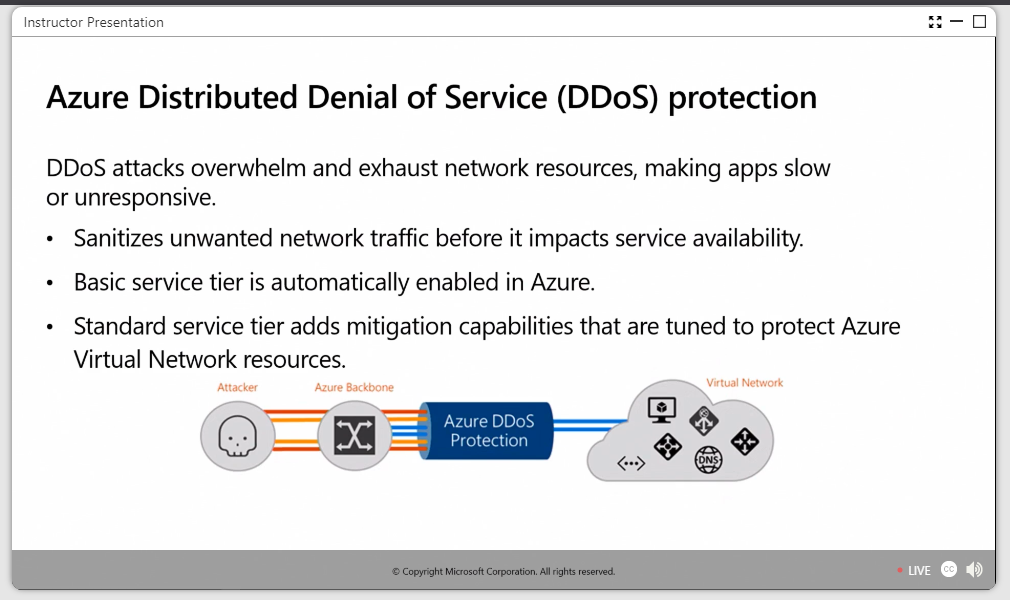 Instructor Presentation
Azure Distributed Denial of Service (DDoS) protection
DDoS attacks overwhelm and exhaust network resources, making apps slow
or unresponsive.
• Sanitizes unwanted network traffic before it impacts service availability.
• Basic service tier is automatically enabled in Azure.
• Standard service tier adds mitigation capabilities that are tuned to protect Azure
Virtual Network resources.
Attacker
Azure Backbone
Virtual Network
Azure DDoS
Protection
DNS
© Copyright Microsoft Corporation. All rights reserved.
LIVE
CC